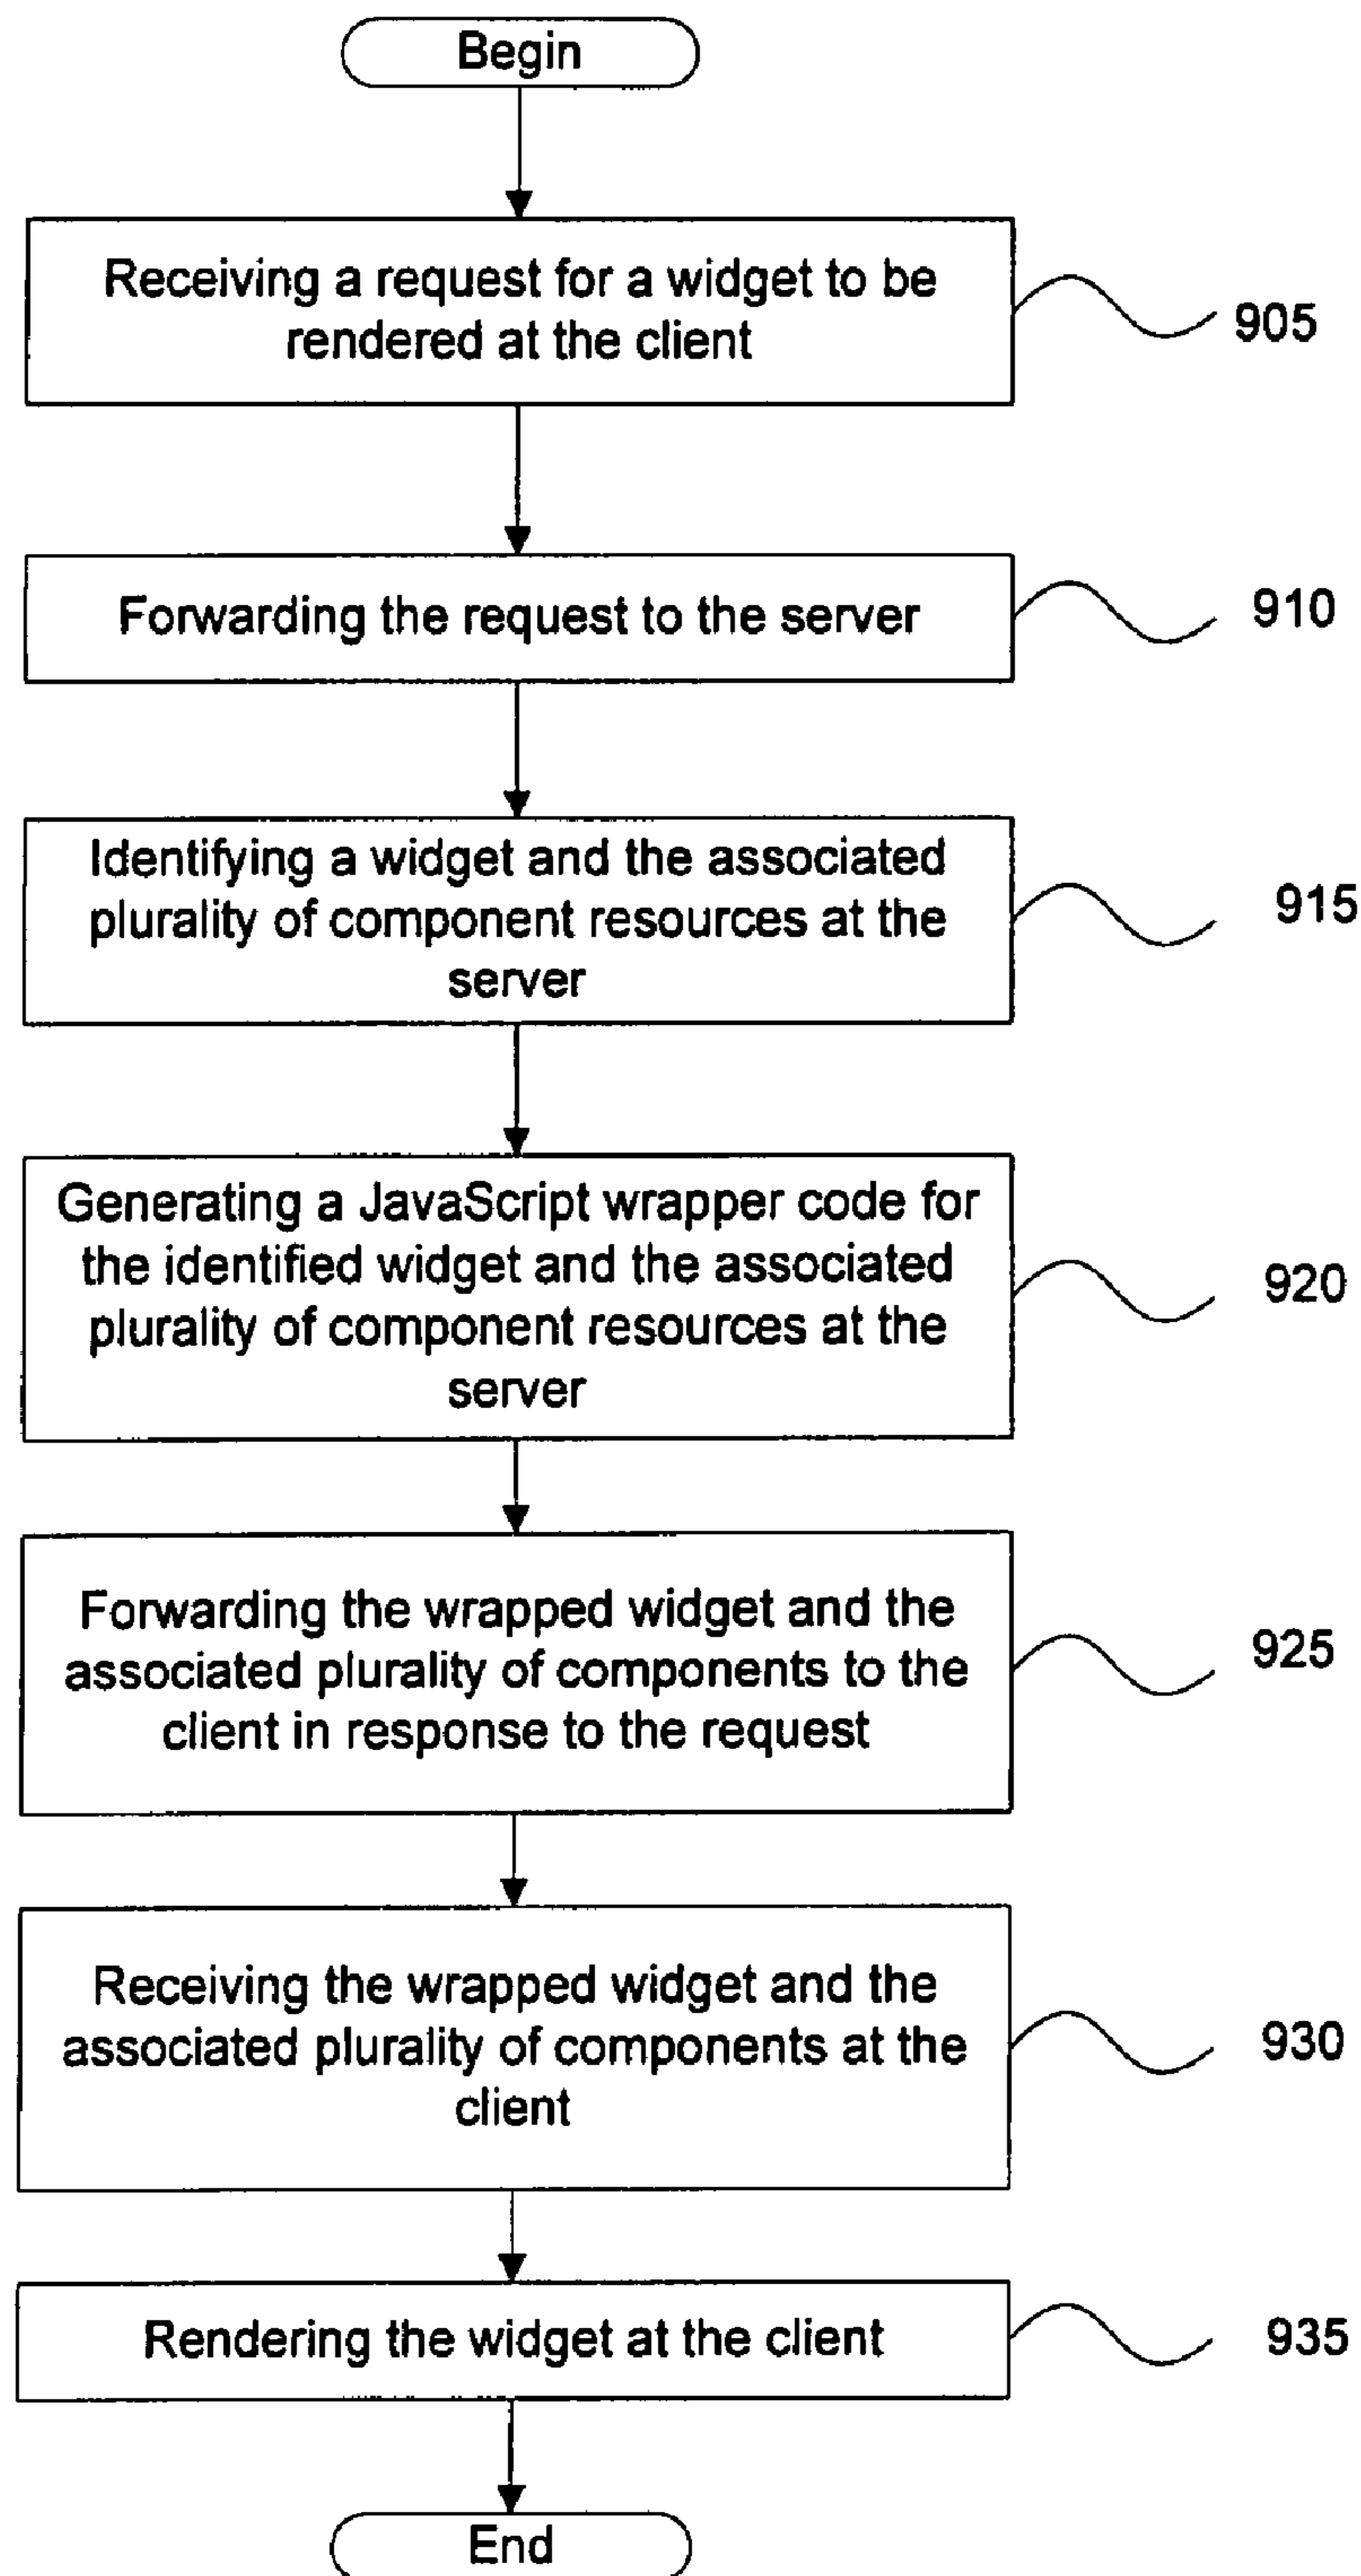 Begin
Receiving a request for a widget to be
rendered at the client
905
Forwarding the request to the server
910
Identifying a widget and the associated
plurality of component resources at the
server
915
Generating a JavaScript wrapper code for
the identified widget and the associated
plurality of component resources at the
server
920
Forwarding the wrapped widget and the
associated plurality of components to the
client in response to the request
925
Receiving the wrapped widget and the
associated plurality of components at the
client
930
Rendering the widget at the client
935
End